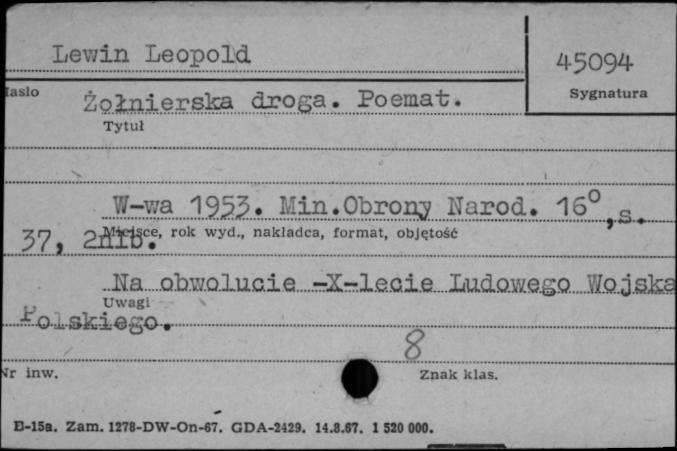 Lewin Leopold
45094
Hasło
Sygnatura
Żołnierska droga. Poemat.
Tytuł
W-wa 1953. Min.Obrony Narod. 16°,s.
Miejsce, rok wyd., nakładca, format, objętość
37, 2nlb.
Na obwolucie -X-lecie Ludowego Wojska
Uwagi
Polskiego.
8
Nr inw.
Znak klas.
E-15a. Zam. 1278-DW-On-67. GDA-2429. 14.8.67. 1 520 000.